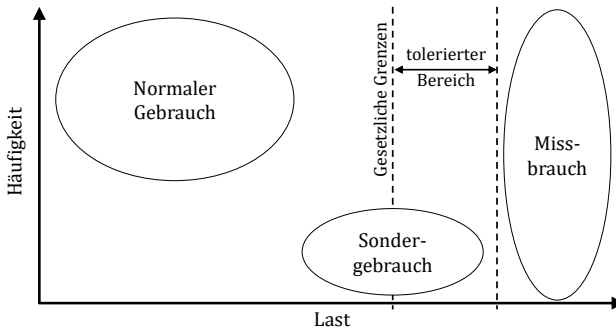 Häufigkeit
Normaler
Gebrauch
Gesetzliche Grenzen
tolerierter
Bereich
Miss-
brauch
Sonder-
gebrauch
Last